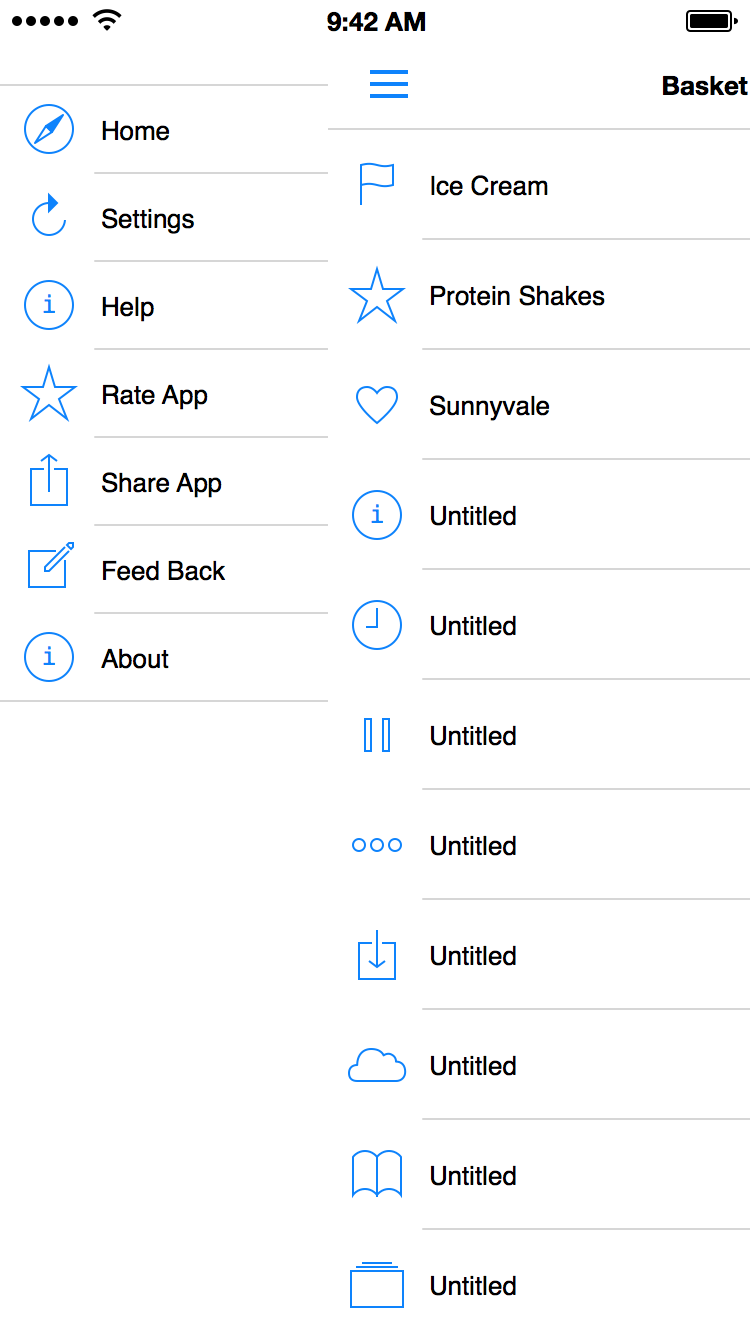 9:42 AM
Home
Settings
Help
Rate App
Share App
Feed Back
About
Basket
Ice Cream
Protein Shakes
Sunnyvale
Untitled
Untitled
Untitled
Untitled
Untitled
Untitled
Untitled
Untitled